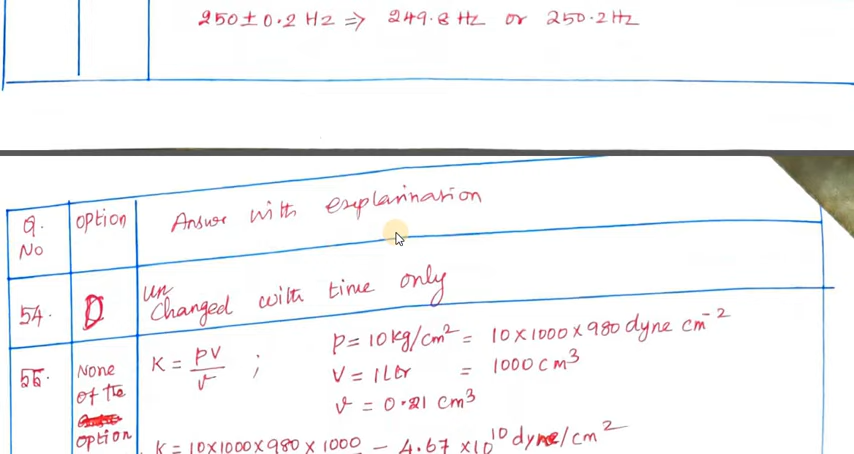 250 ± 0.2 Hz ⇒ 249.8 Hz or 250.2 Hz
Q. No
option
Answer with explanination
54.
D
un
Changed with time only
55.
None of the option
K = PV/v ;
P = 10 kg/cm² = 10 × 1000 × 980 dyne cm⁻²
V = 1 Ltr = 1000 cm³
v = 0.21 cm³
K = 10×1000×980×1000 – 4.67 × 10¹⁰ dyne/cm²